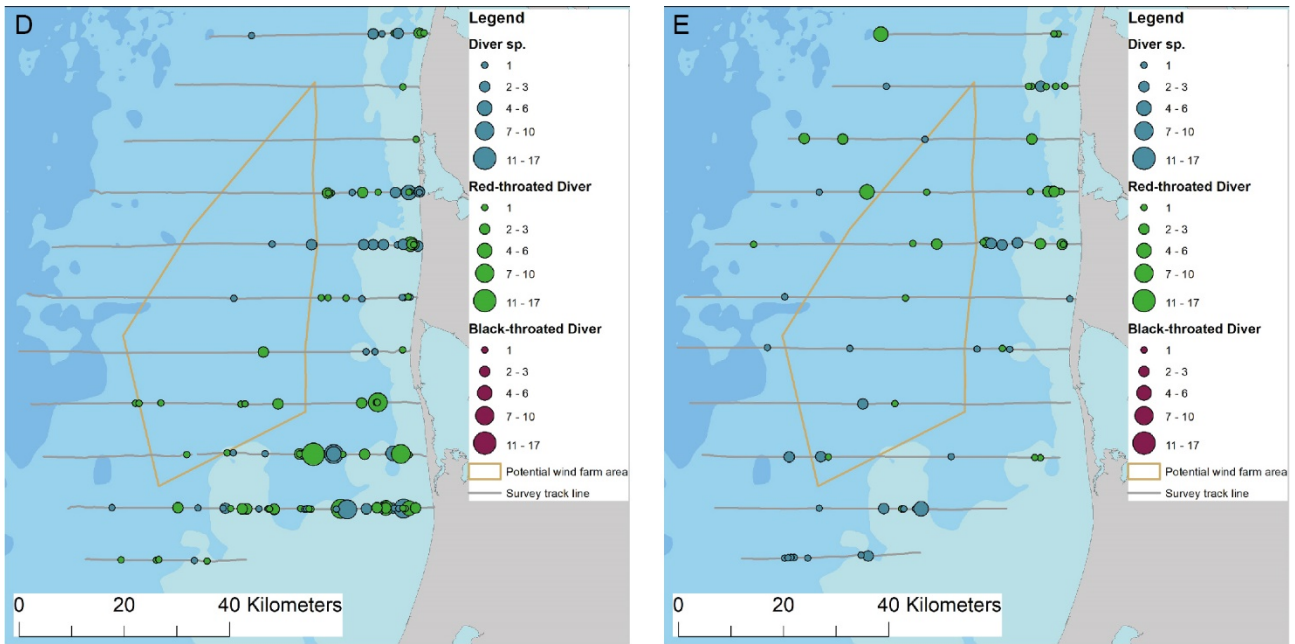 D
Legend
Diver sp.
1
2 - 3
4 - 6
7 - 10
11 - 17
Red-throated Diver
1
2 - 3
4 - 6
7 - 10
11 - 17
Black-throated Diver
1
2 - 3
4 - 6
7 - 10
11 - 17
Potential wind farm area
Survey track line
0 20 40 Kilometers
E
Legend
Diver sp.
1
2 - 3
4 - 6
7 - 10
11 - 17
Red-throated Diver
1
2 - 3
4 - 6
7 - 10
11 - 17
Black-throated Diver
1
2 - 3
4 - 6
7 - 10
11 - 17
Potential wind farm area
Survey track line
0 20 40 Kilometers